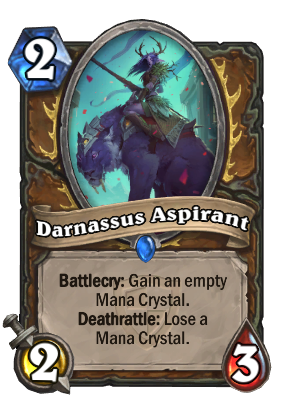 2
Darnassus Aspirant
Battlecry: Gain an empty
Mana Crystal.
Deathrattle: Lose a
Mana Crystal.
2
3